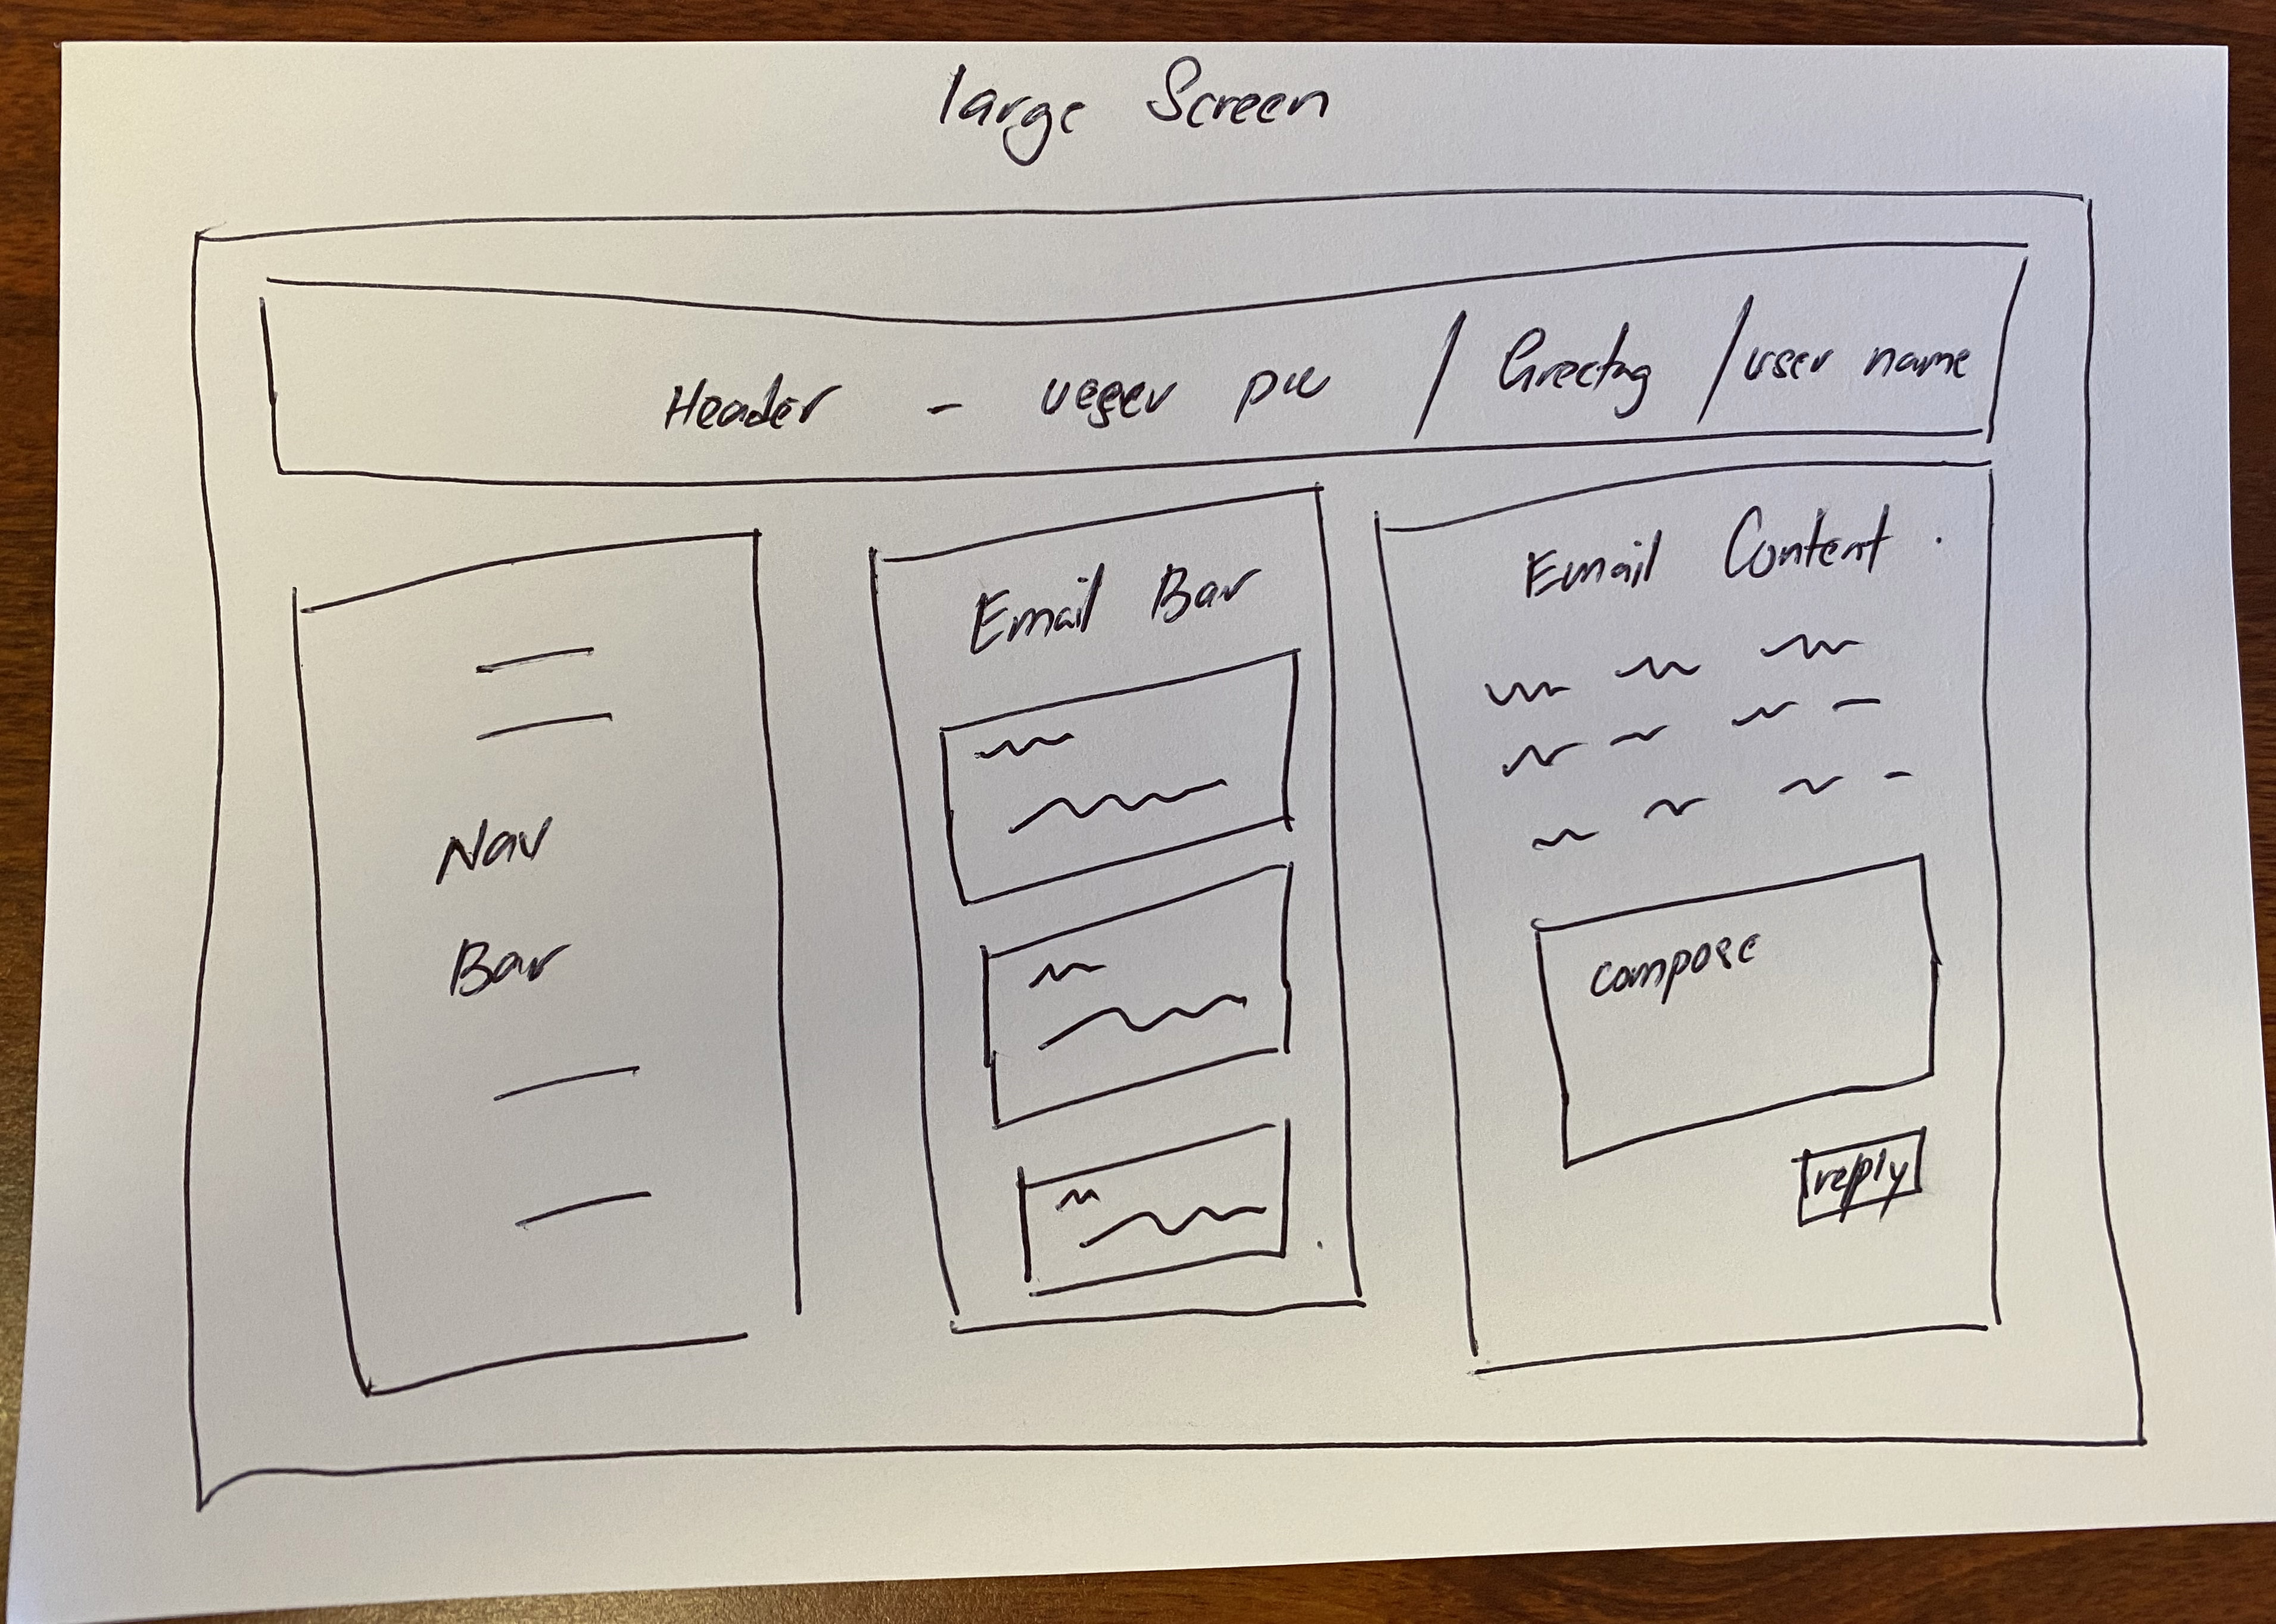 large Screen
Header - user pic / Greeting / user name
Nav
Bar
Email Bar
Email Content.
compose
reply